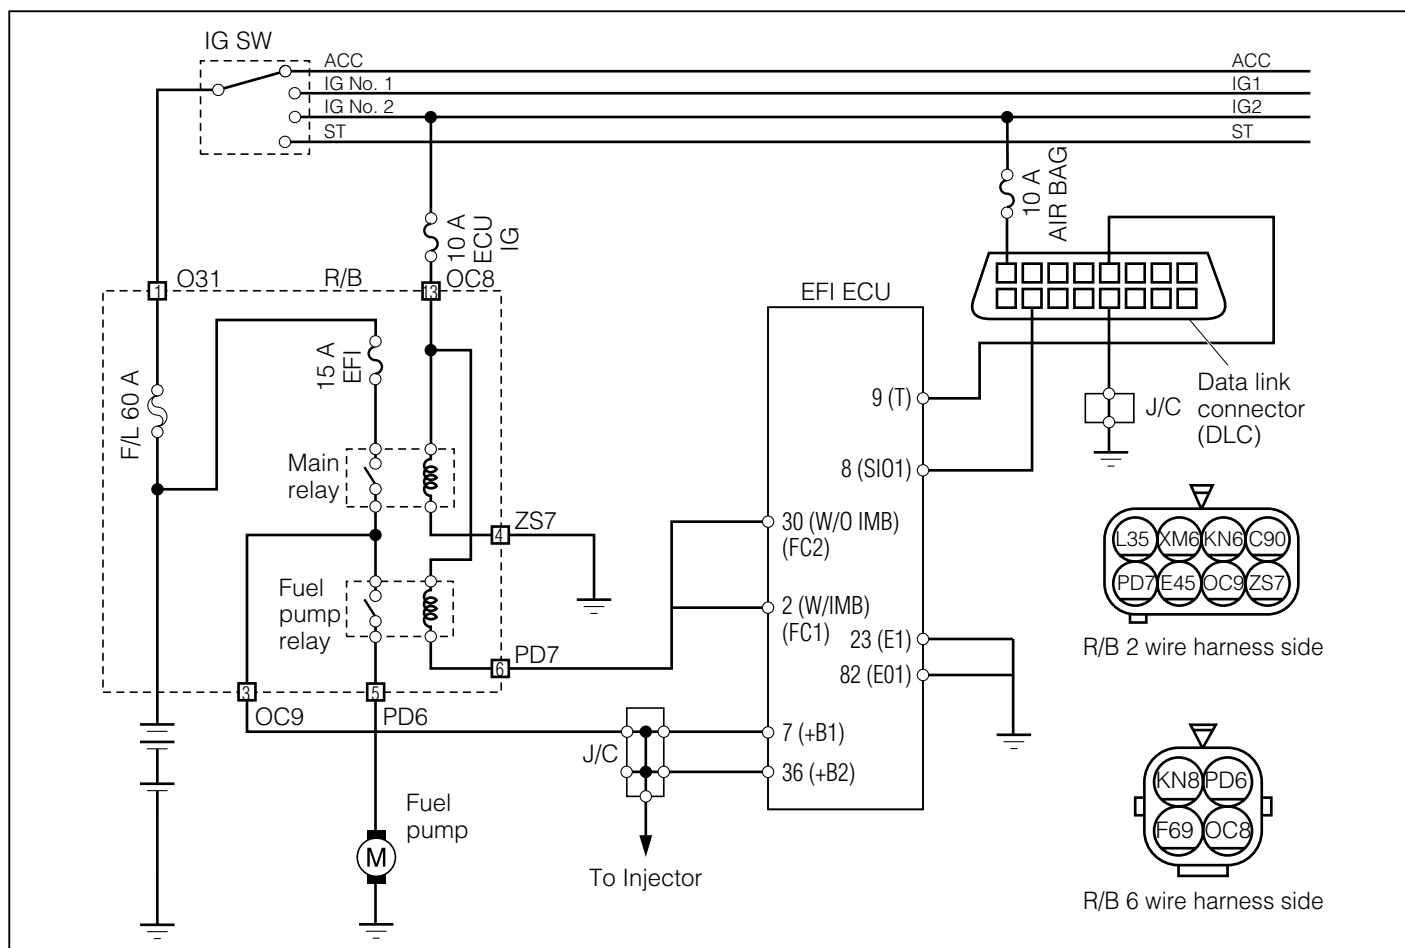 IG SW
ACC
ACC
IG No. 1
IG1
IG No. 2
IG2
ST
ST
10 A
ECU
IG
10 A
AIR BAG
1
O31
R/B
13
OC8
EFI ECU
15 A
EFI
F/L 60 A
9 (T)
Data link
connector
(DLC)
J/C
8 (SIO1)
Main
relay
4
ZS7
30 (W/O IMB)
(FC2)
L35
XM6
KN6
C90
PD7
E45
OC9
ZS7
R/B 2 wire harness side
Fuel
pump
relay
2 (W/IMB)
(FC1)
23 (E1)
6
PD7
82 (E01)
3
OC9
5
PD6
J/C
7 (+B1)
36 (+B2)
KN8
PD6
F69
OC8
R/B 6 wire harness side
Fuel
pump
M
To Injector